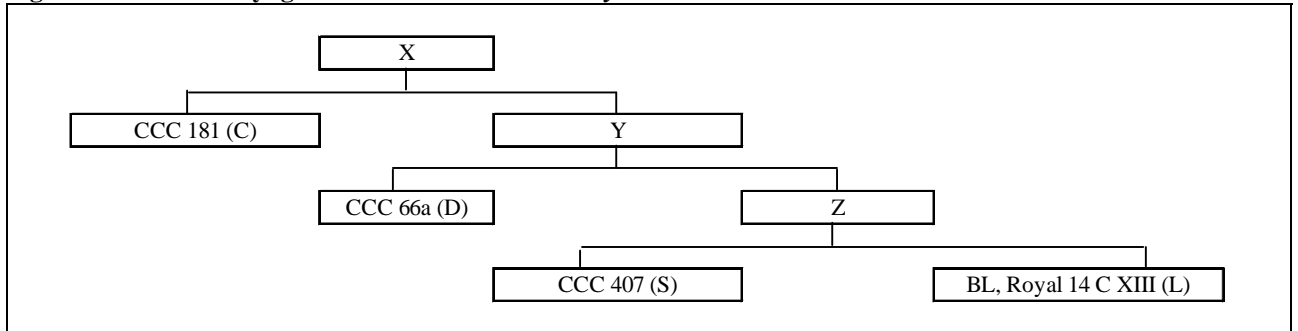 X
CCC 181 (C)
Y
CCC 66a (D)
Z
CCC 407 (S)
BL, Royal 14 C XIII (L)